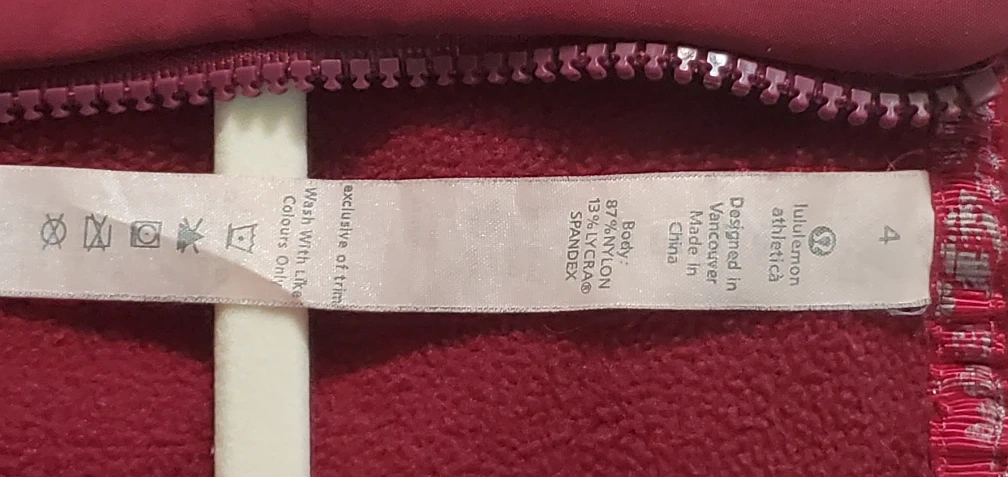 4
lululemon
athletica
Designed in
Vancouver
Made in
China
Body:
87%NYLON
13%LYCRA®
SPANDEX
exclusive of trim
Wash With Like
Colours Only